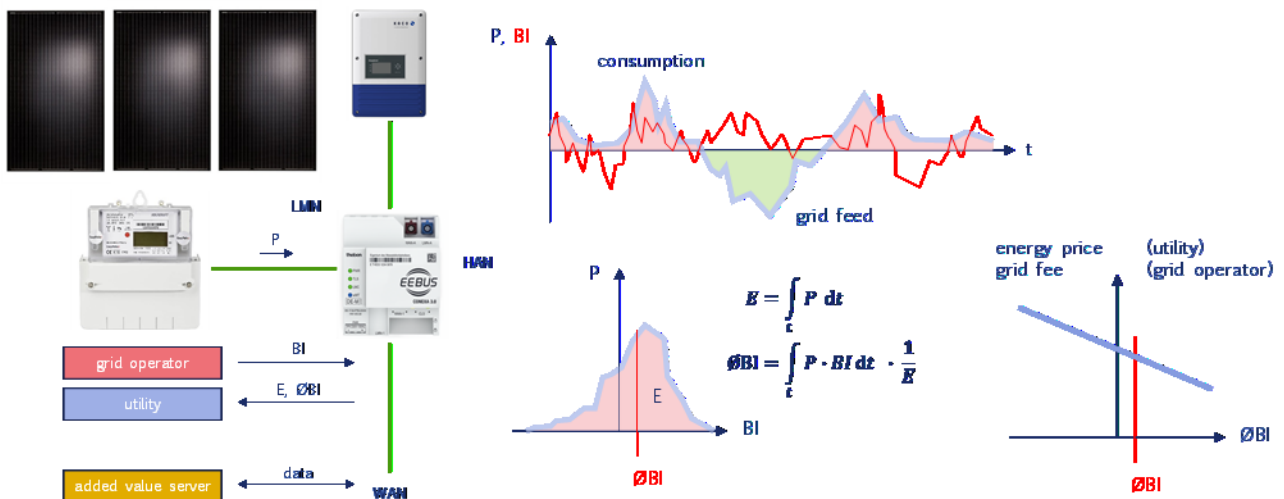 P, BI
consumption
t
grid feed
LMN
P
HAN
EEBUS
grid operator
BI
utility
E, ØBI
added value server
data
WAN
P
E
BI
ØBI
E = ∫ P dt
t
ØBI = ∫ P · BI dt · 1/E
t
energy price (utility)
grid fee (grid operator)
ØBI
ØBI